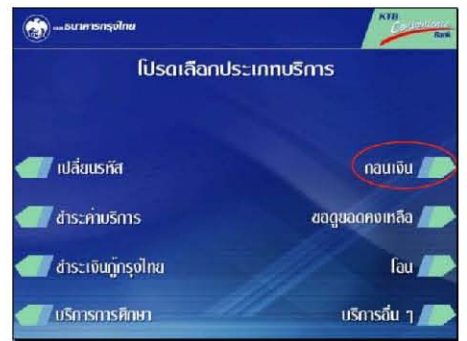 บมจ.ธนาคารกรุงไทย
KTB
Convenience
Bank
โปรดเลือกประเภทบริการ
เปลี่ยนรหัส
ถอนเงิน
ชำระค่าบริการ
ขอดูยอดคงเหลือ
ชำระเงินกู้กรุงไทย
โอน
บริการการศึกษา
บริการอื่น ๆ